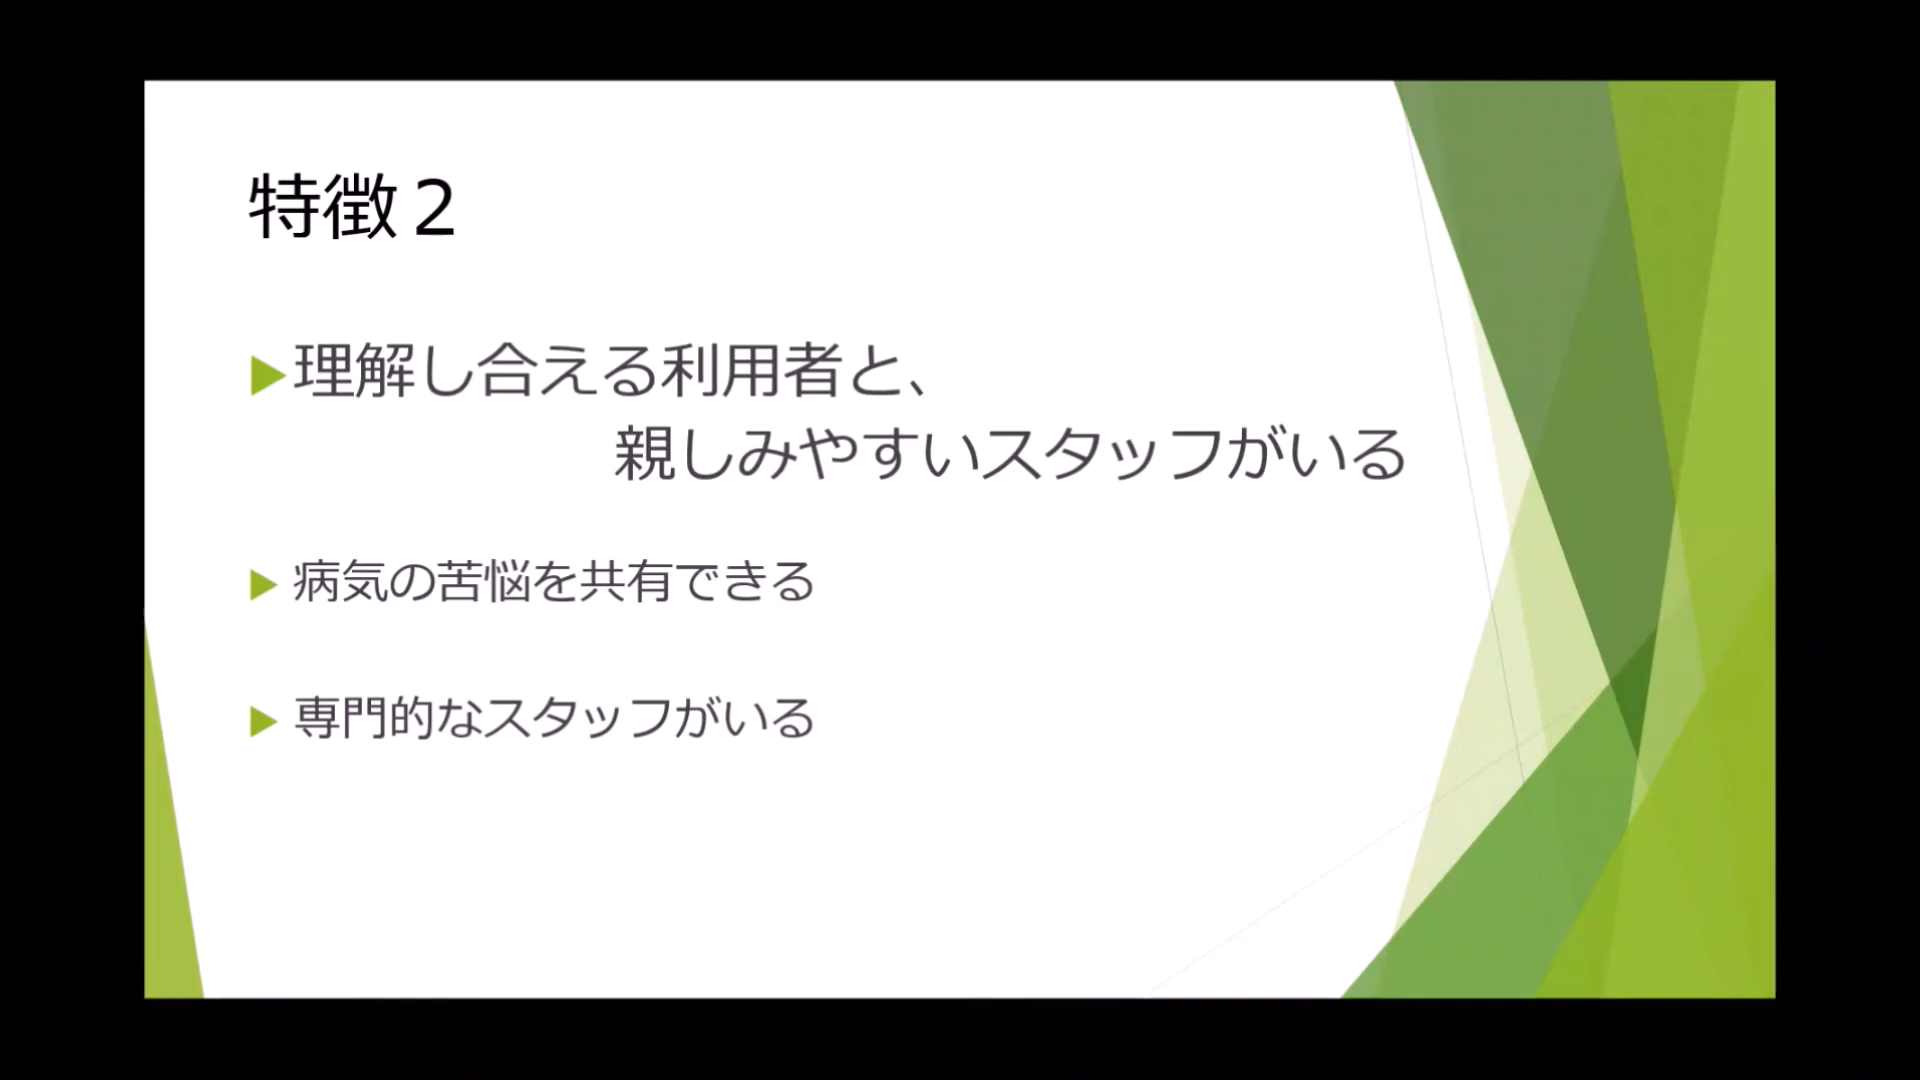 特徴２
理解し合える利用者と、
親しみやすいスタッフがいる
病気の苦悩を共有できる
専門的なスタッフがいる